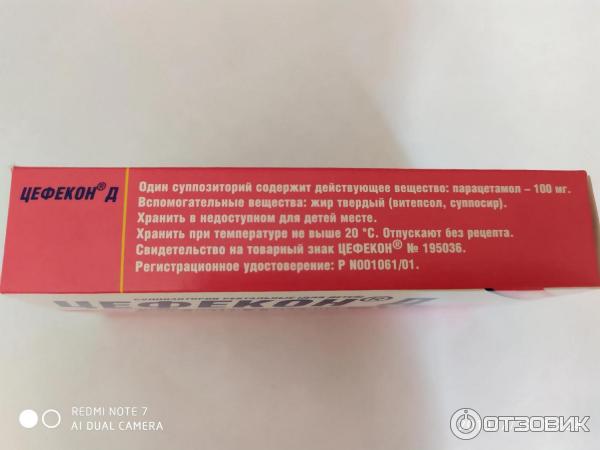 ЦЕФЕКОН® Д
Один суппозиторий содержит действующее вещество: парацетамол – 100 мг.
Вспомогательные вещества: жир твердый (витепсол, суппосир).
Хранить в недоступном для детей месте.
Хранить при температуре не выше 20 °С. Отпускают без рецепта.
Свидетельство на товарный знак ЦЕФЕКОН® № 195036.
Регистрационное удостоверение: Р N001061/01.
ЦЕФЕКОН® Д
REDMI NOTE 7
AI DUAL CAMERA
ОТЗОВИК